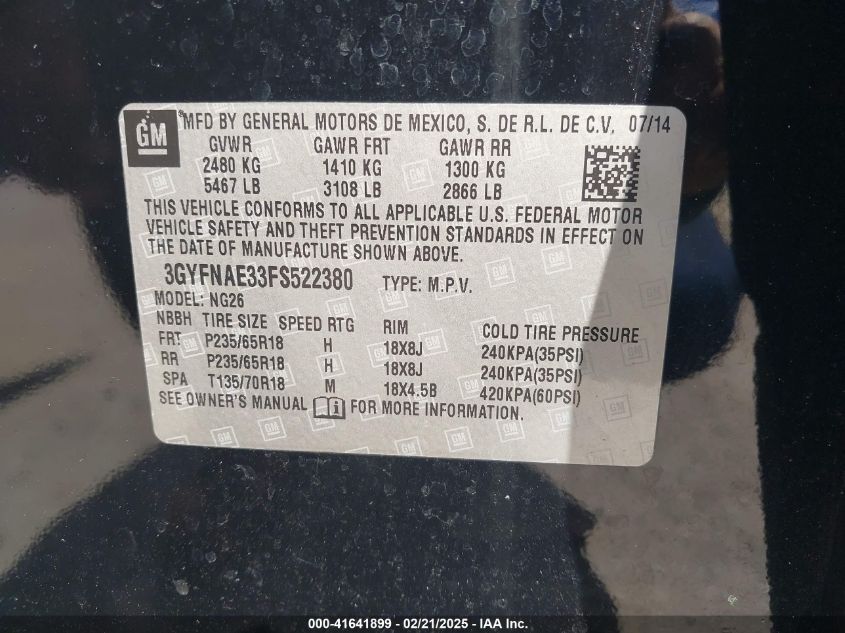 GM ® MFD BY GENERAL MOTORS DE MEXICO, S. DE R.L. DE C.V. 07/14
GVWR GAWR FRT GAWR RR
2480 KG 1410 KG 1300 KG
5467 LB 3108 LB 2866 LB
THIS VEHICLE CONFORMS TO ALL APPLICABLE U.S. FEDERAL MOTOR
VEHICLE SAFETY AND THEFT PREVENTION STANDARDS IN EFFECT ON
THE DATE OF MANUFACTURE SHOWN ABOVE.
3GYFNAE33FS522380 TYPE: M.P.V.
MODEL: NG26
NBBH TIRE SIZE SPEED RTG RIM COLD TIRE PRESSURE
FRT P235/65R18 H 18X8J 240KPA(35PSI)
RR P235/65R18 H 18X8J 240KPA(35PSI)
SPA T135/70R18 M 18X4.5B 420KPA(60PSI)
SEE OWNER'S MANUAL FOR MORE INFORMATION.
000-41641899 / 02/21/2025 / IAAI - IAAI Inc.